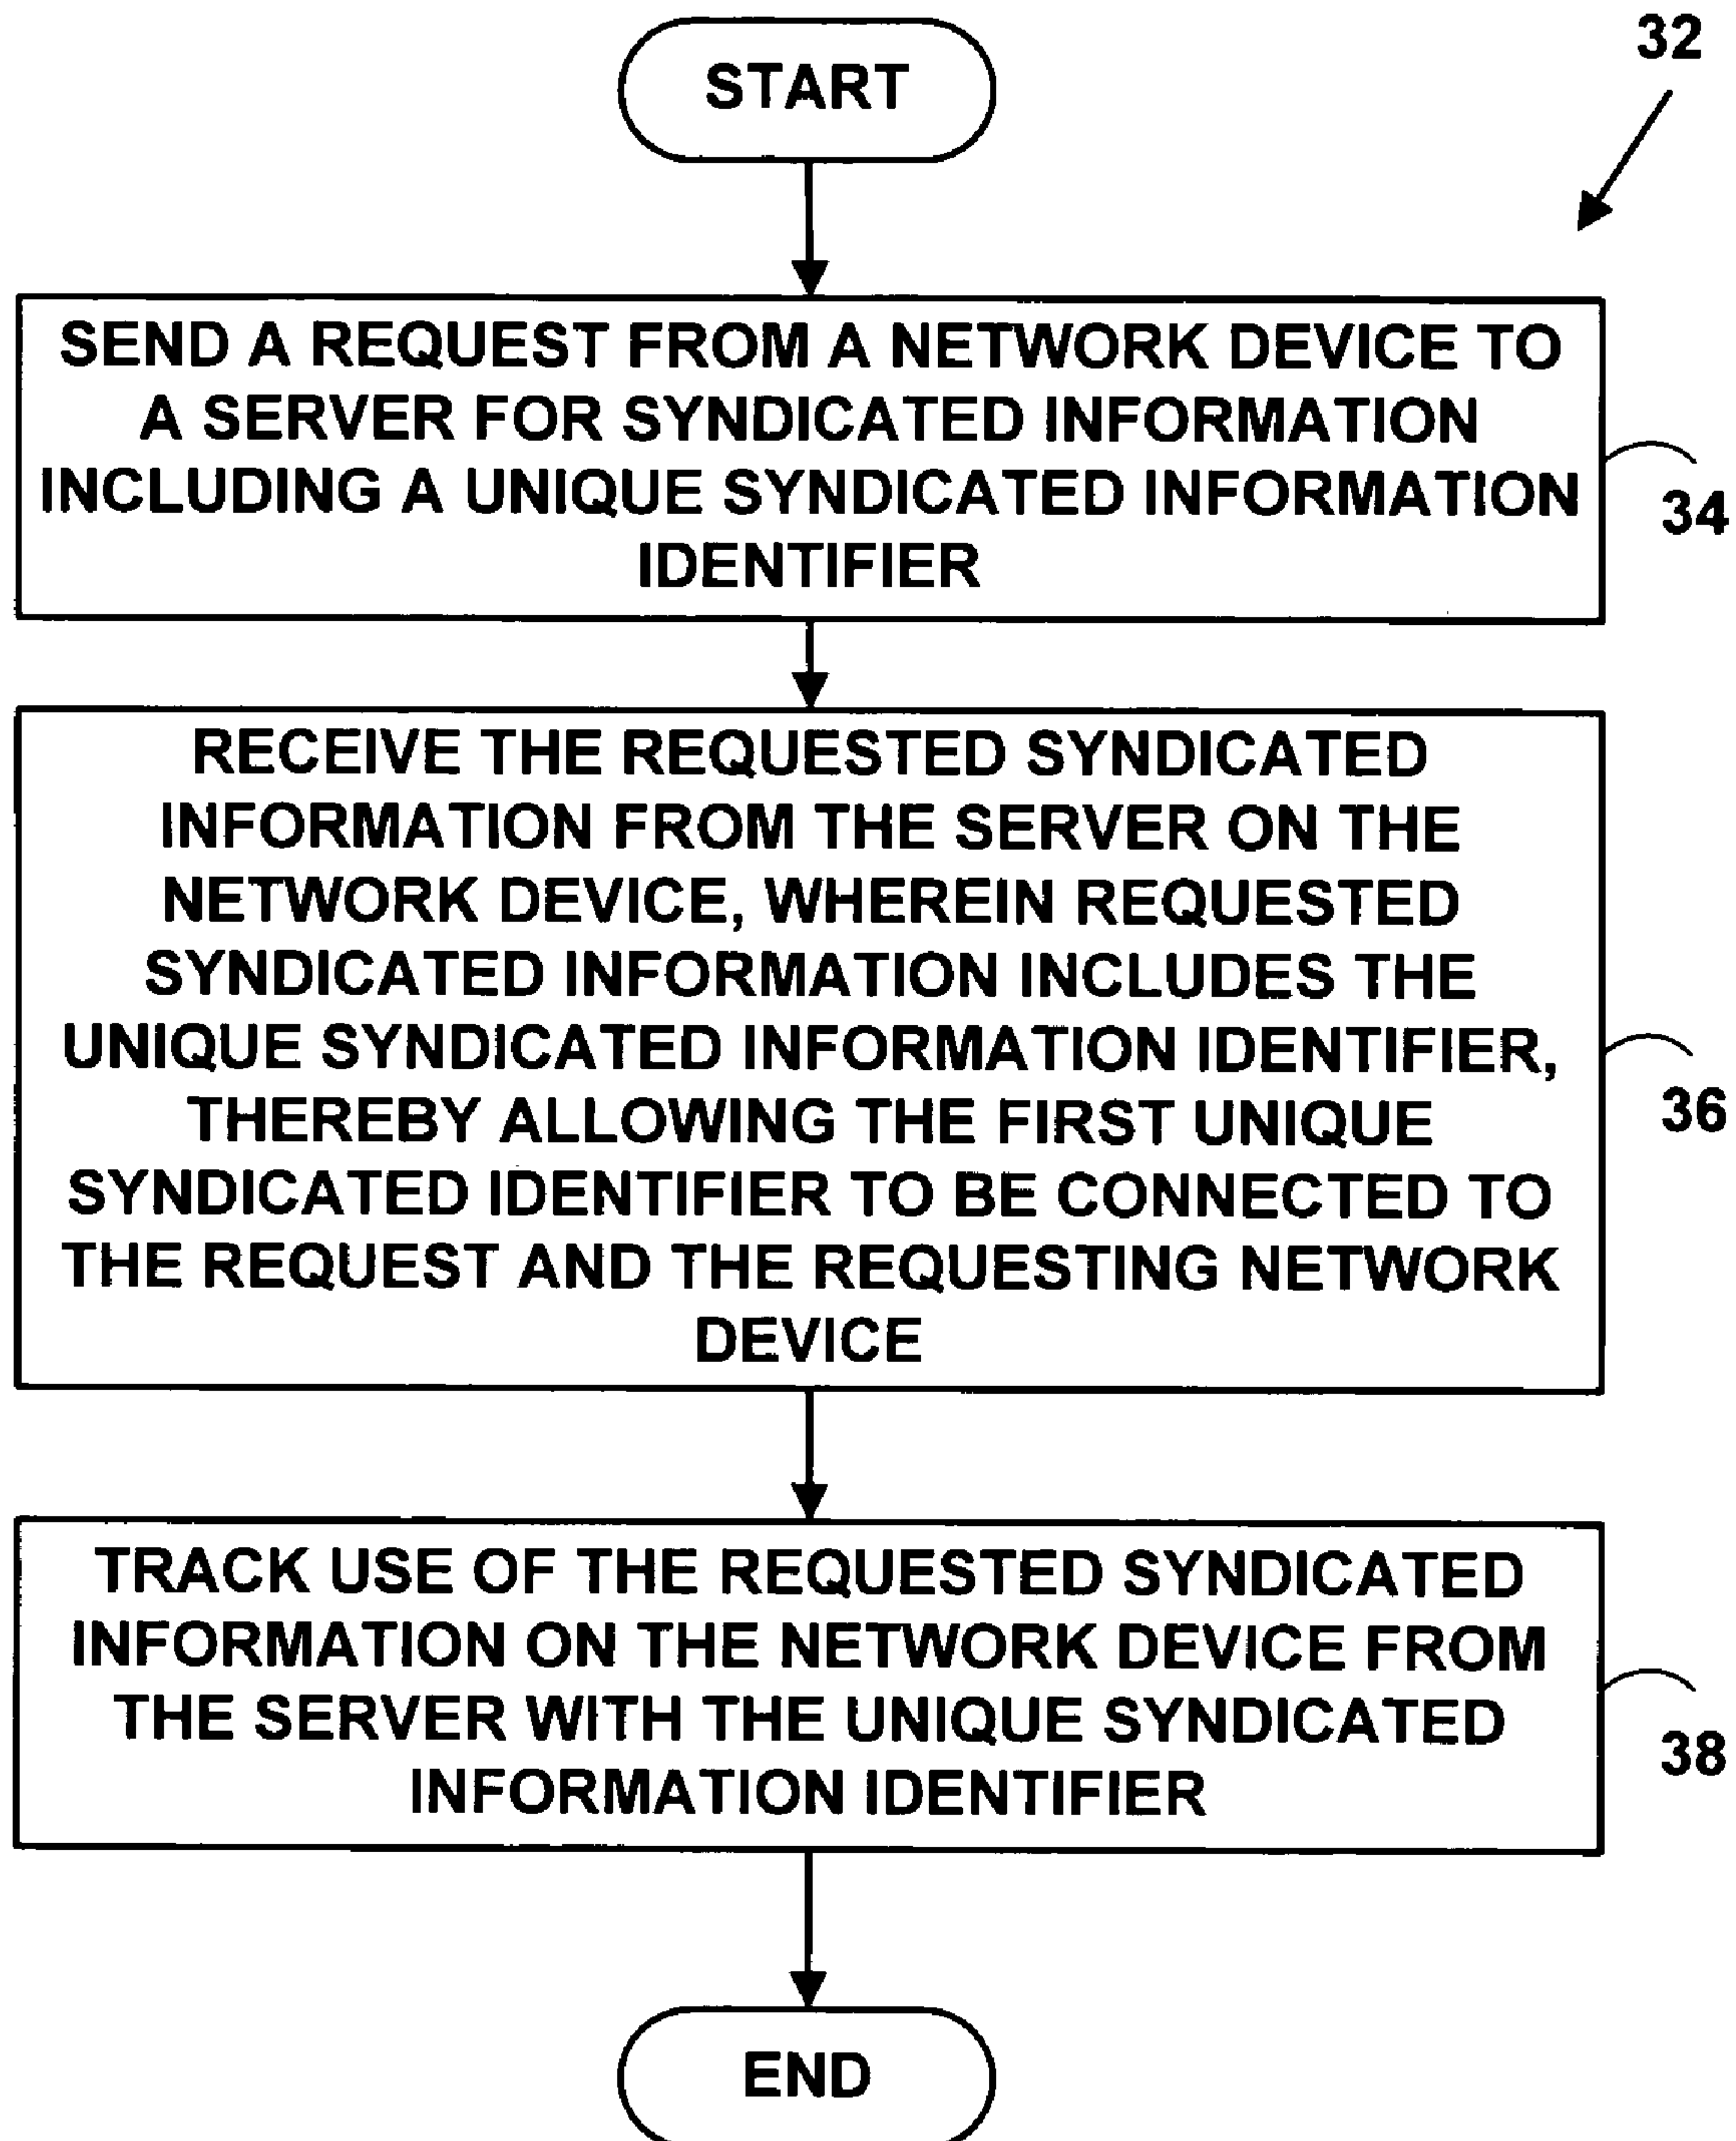 32
START
SEND A REQUEST FROM A NETWORK DEVICE TO
A SERVER FOR SYNDICATED INFORMATION
INCLUDING A UNIQUE SYNDICATED INFORMATION
IDENTIFIER
34
RECEIVE THE REQUESTED SYNDICATED
INFORMATION FROM THE SERVER ON THE
NETWORK DEVICE, WHEREIN REQUESTED
SYNDICATED INFORMATION INCLUDES THE
UNIQUE SYNDICATED INFORMATION IDENTIFIER,
THEREBY ALLOWING THE FIRST UNIQUE
SYNDICATED IDENTIFIER TO BE CONNECTED TO
THE REQUEST AND THE REQUESTING NETWORK
DEVICE
36
TRACK USE OF THE REQUESTED SYNDICATED
INFORMATION ON THE NETWORK DEVICE FROM
THE SERVER WITH THE UNIQUE SYNDICATED
INFORMATION IDENTIFIER
38
END